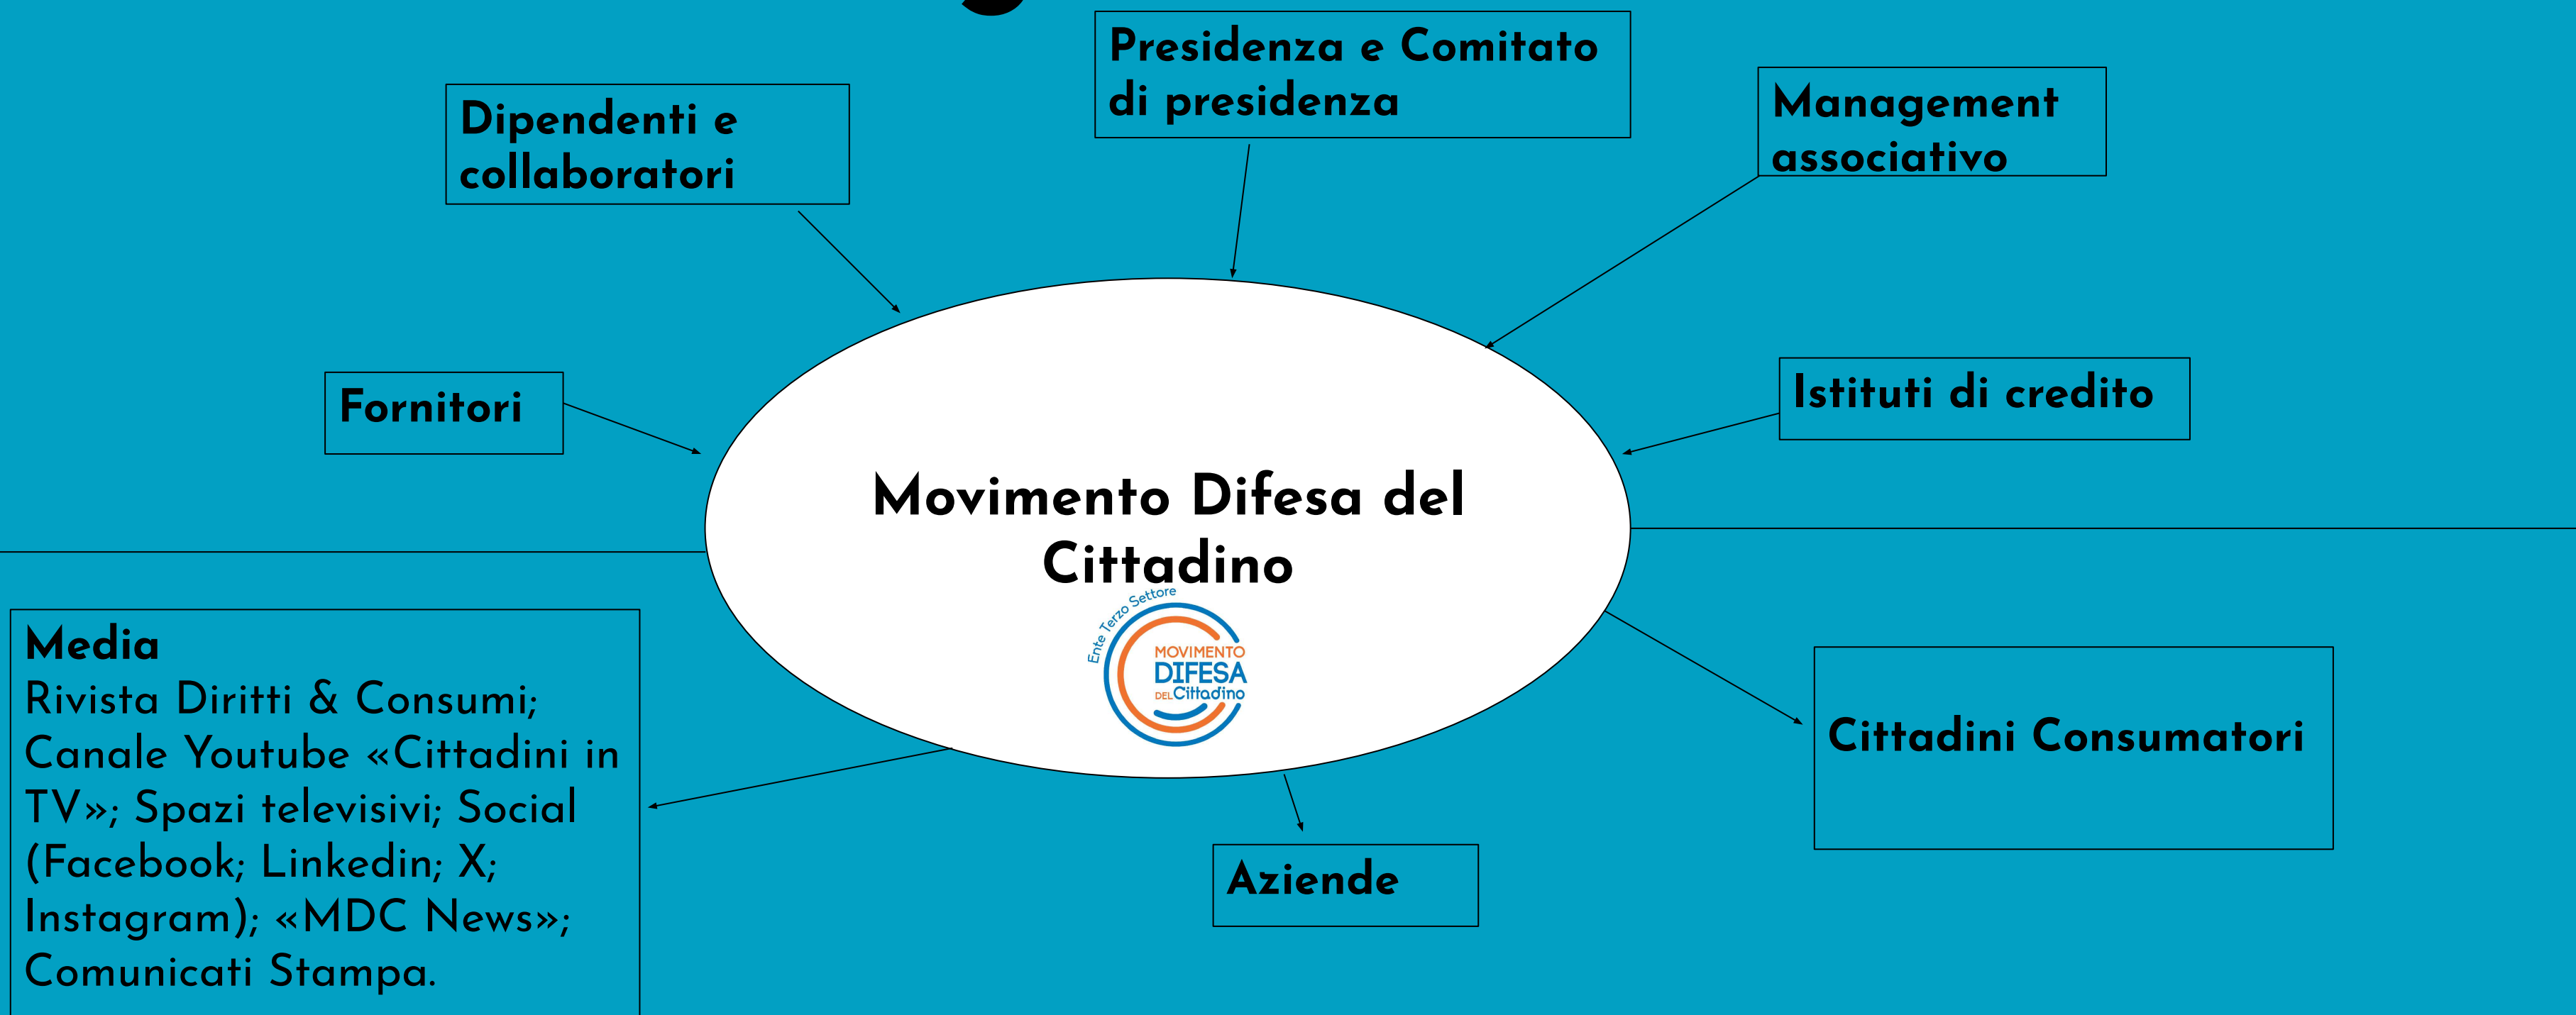 Presidenza e Comitato
di presidenza
Dipendenti e
collaboratori
Management
associativo
Fornitori
Istituti di credito
Movimento Difesa del
Cittadino
Ente Terzo Settore
MOVIMENTO
DIFESA
DEL Cittadino
Media
Rivista Diritti & Consumi;
Canale Youtube «Cittadini in
TV»; Spazi televisivi; Social
(Facebook; Linkedin; X;
Instagram); «MDC News»;
Comunicati Stampa.
Cittadini Consumatori
Aziende